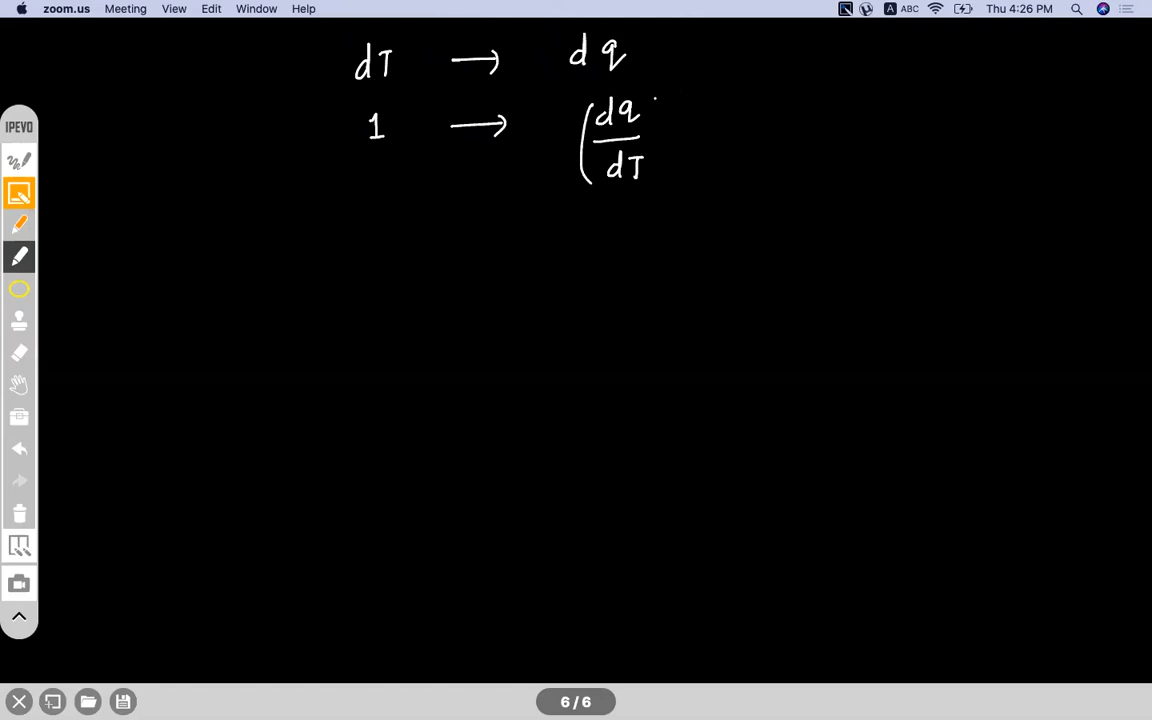 zoom.us Meeting View Edit Window Help A ABC Thu 4:26 PM
dT → dq
1 → (dq/dT
IPEVO
6 / 6